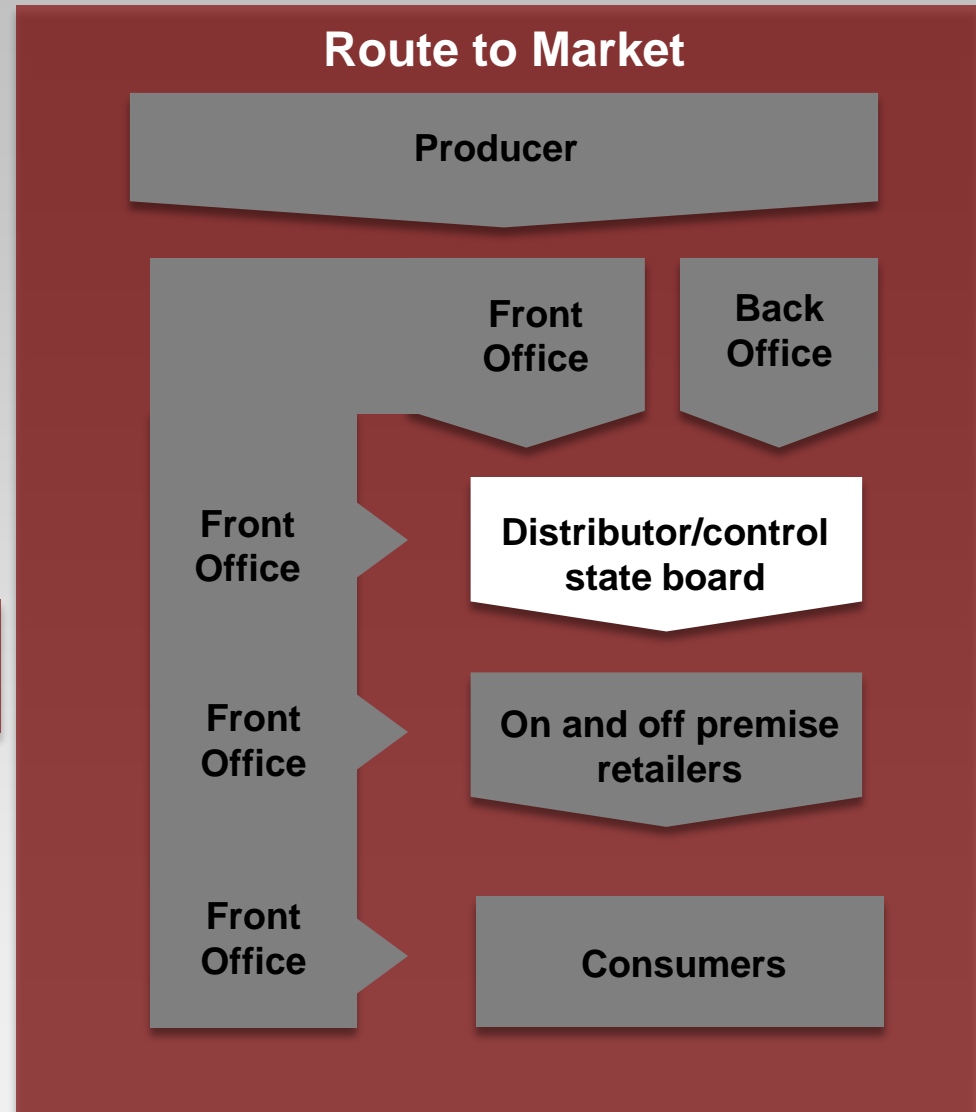 Route to Market
Producer
Front
Office
Back
Office
Front
Office
Distributor/control
state board
Front
Office
On and off premise
retailers
Front
Office
Consumers